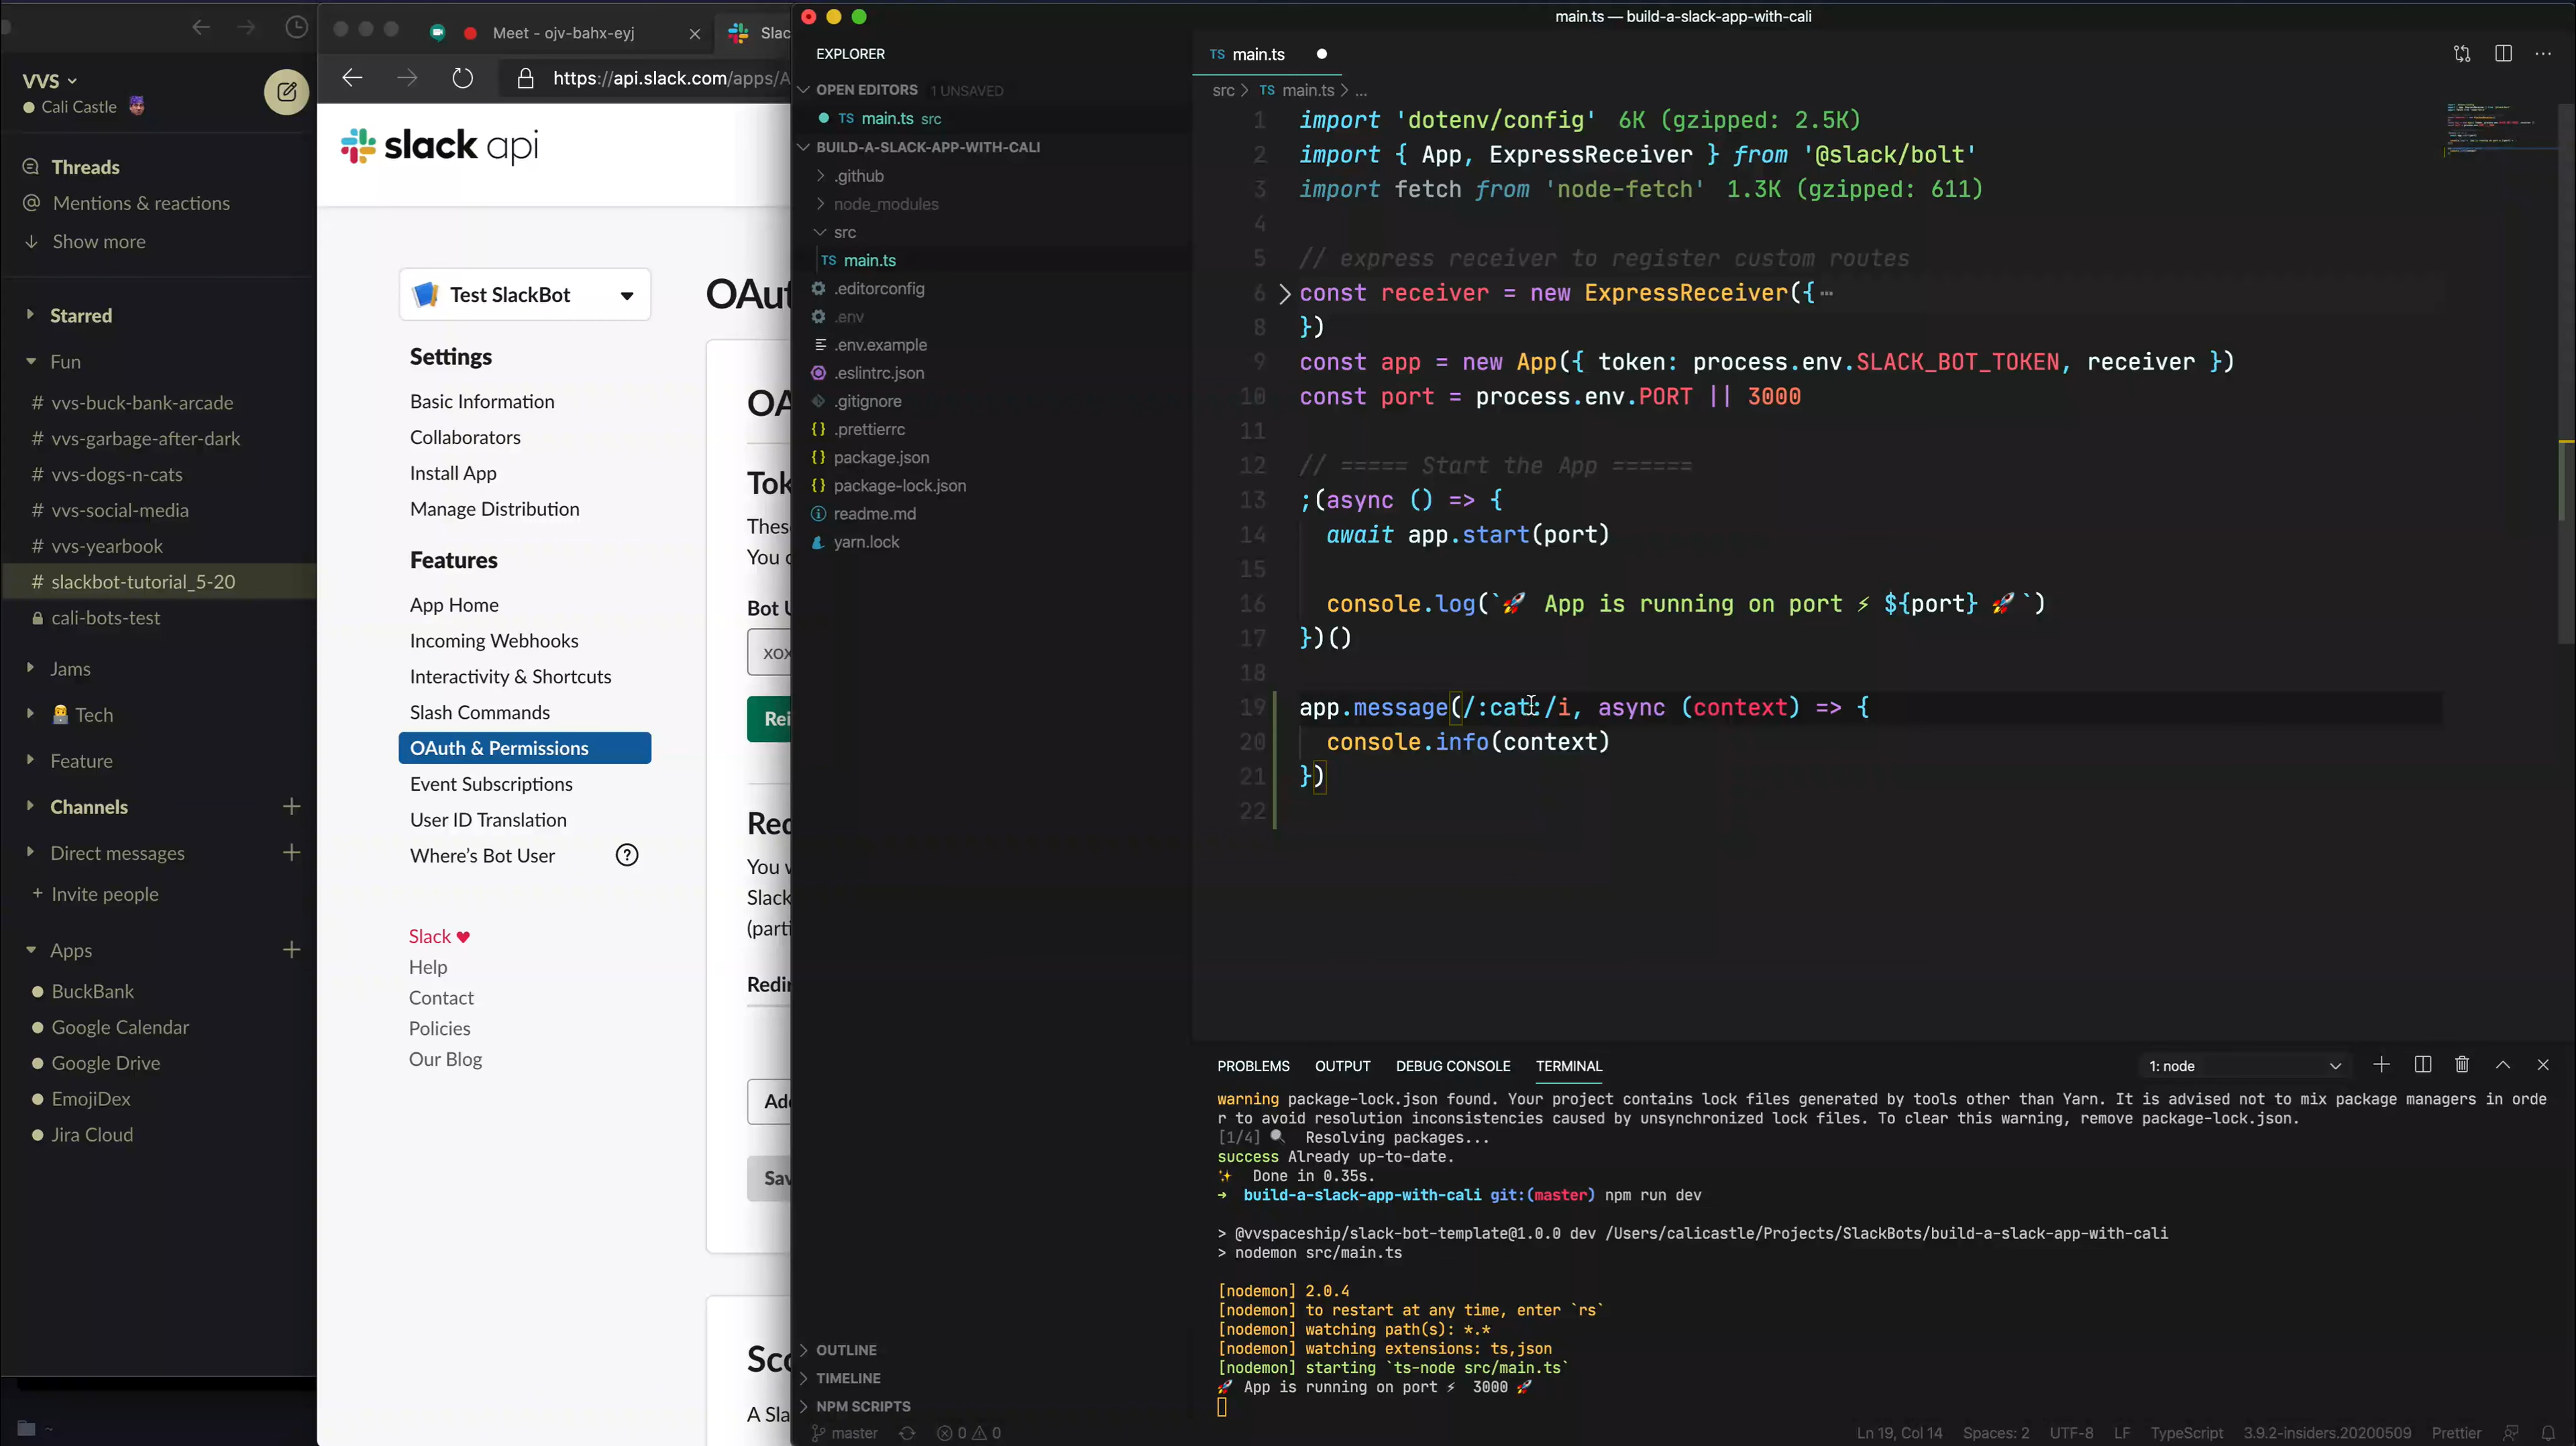 VVS
Cali Castle
Threads
Mentions & reactions
Show more
Starred
Fun
# vvs-buck-bank-arcade
# vvs-garbage-after-dark
# vvs-dogs-n-cats
# vvs-social-media
# vvs-yearbook
# slackbot-tutorial_5-20
cali-bots-test
Jams
Tech
Feature
Channels +
Direct messages +
+ Invite people
Apps +
BuckBank
Google Calendar
Google Drive
EmojiDex
Jira Cloud
~
Meet - ojv-bahx-eyj
Slac
https://api.slack.com/apps/A
slack api
Test SlackBot
Settings
Basic Information
Collaborators
Install App
Manage Distribution
Features
App Home
Incoming Webhooks
Interactivity & Shortcuts
Slash Commands
OAuth & Permissions
Event Subscriptions
User ID Translation
Where's Bot User ?
Slack ♥
Help
Contact
Policies
Our Blog
OAut
OA
Tok
Thes
You c
Bot U
xox
Rei
Rec
You w
Slack
(parti
Redir
Add
Sav
Sco
A Sla
main.ts — build-a-slack-app-with-cali
EXPLORER
OPEN EDITORS 1 UNSAVED
TS main.ts src
BUILD-A-SLACK-APP-WITH-CALI
.github
node_modules
src
TS main.ts
.editorconfig
.env
.env.example
.eslintrc.json
.gitignore
{} .prettierrc
{} package.json
{} package-lock.json
readme.md
yarn.lock
OUTLINE
TIMELINE
NPM SCRIPTS
TS main.ts ●
src > TS main.ts > ...
1 import 'dotenv/config' 6K (gzipped: 2.5K)
2 import { App, ExpressReceiver } from '@slack/bolt'
3 import fetch from 'node-fetch' 1.3K (gzipped: 611)
4
5 // express receiver to register custom routes
6 const receiver = new ExpressReceiver({ ⋯
8 })
9 const app = new App({ token: process.env.SLACK_BOT_TOKEN, receiver })
10 const port = process.env.PORT || 3000
11
12 // ===== Start the App ======
13 ;(async () => {
14 await app.start(port)
15
16 console.log(`🚀 App is running on port ⚡ ${port} 🚀`)
17 })()
18
19 app.message(/:cat:/i, async (context) => {
20 console.info(context)
21 })
22
PROBLEMS OUTPUT DEBUG CONSOLE TERMINAL 1: node
warning package-lock.json found. Your project contains lock files generated by tools other than Yarn. It is advised not to mix package managers in orde
r to avoid resolution inconsistencies caused by unsynchronized lock files. To clear this warning, remove package-lock.json.
[1/4] 🔍 Resolving packages...
success Already up-to-date.
✨ Done in 0.35s.
➜ build-a-slack-app-with-cali git:(master) npm run dev
> @vvspaceship/slack-bot-template@1.0.0 dev /Users/calicastle/Projects/SlackBots/build-a-slack-app-with-cali
> nodemon src/main.ts
[nodemon] 2.0.4
[nodemon] to restart at any time, enter `rs`
[nodemon] watching path(s): *.*
[nodemon] watching extensions: ts,json
[nodemon] starting `ts-node src/main.ts`
🚀 App is running on port ⚡ 3000 🚀
master 0 0 Ln 19, Col 14 Spaces: 2 UTF-8 LF TypeScript 3.9.2-insiders.20200509 Prettier